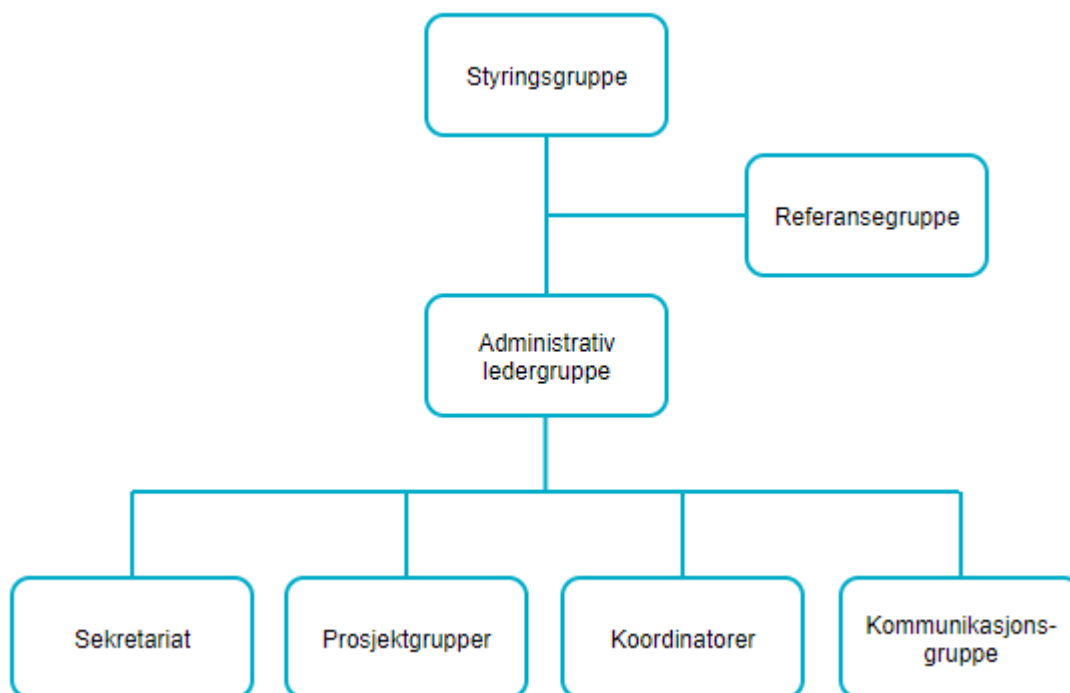 Styringsgruppe
Referansegruppe
Administrativ
ledergruppe
Sekretariat
Prosjektgrupper
Koordinatorer
Kommunikasjons-
gruppe